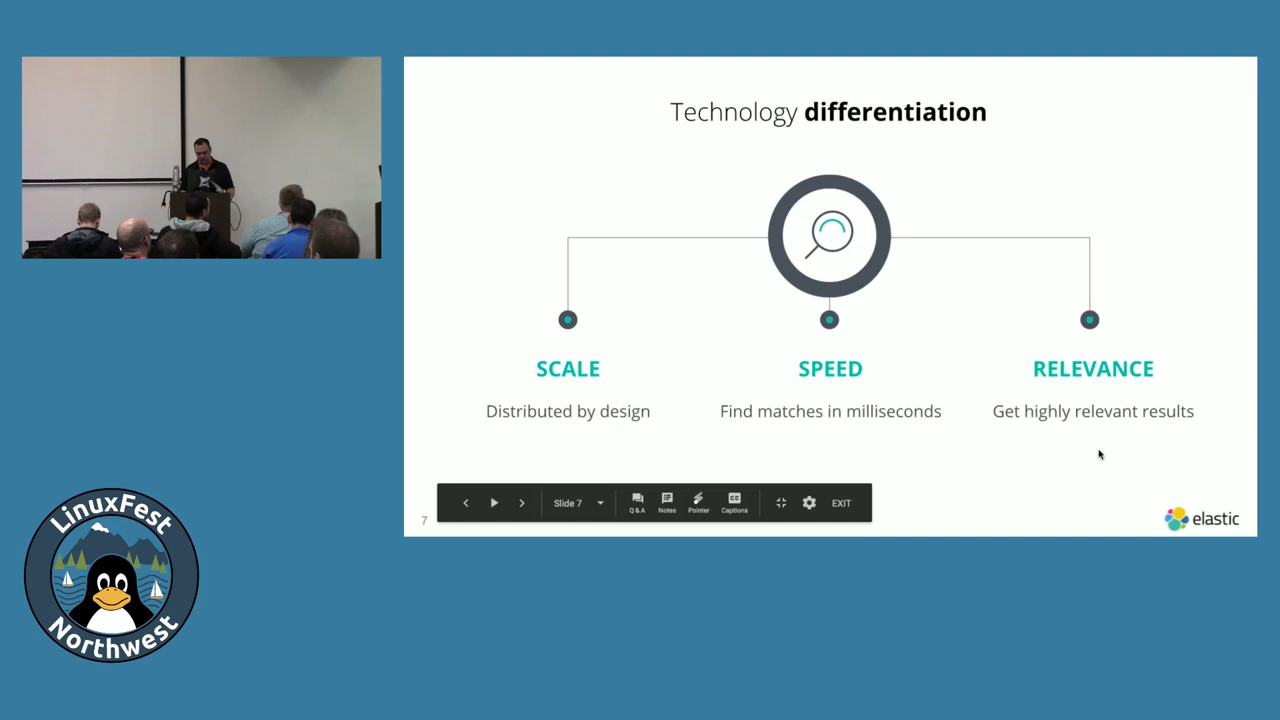 Technology differentiation
SCALE
Distributed by design
SPEED
Find matches in milliseconds
RELEVANCE
Get highly relevant results
Slide 7
Q & A
Notes
Pointer
Captions
EXIT
7
elastic
LinuxFest
Northwest